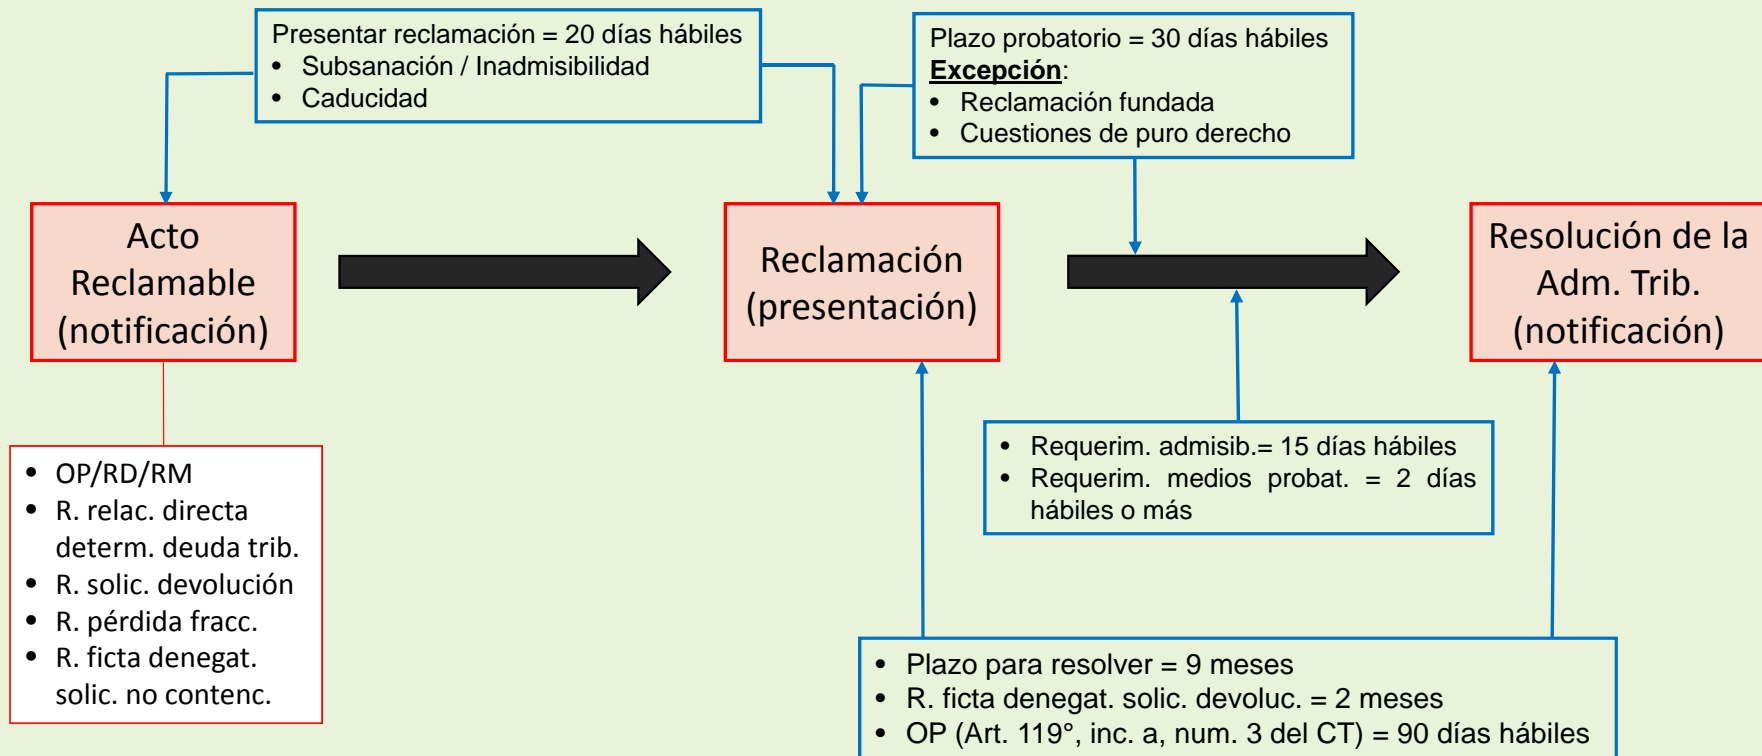 Presentar reclamación = 20 días hábiles
• Subsanación / Inadmisibilidad
• Caducidad
Plazo probatorio = 30 días hábiles
Excepción:
• Reclamación fundada
• Cuestiones de puro derecho
Acto
Reclamable
(notificación)
Reclamación
(presentación)
Resolución de la
Adm. Trib.
(notificación)
• OP/RD/RM
• R. relac. directa
determ. deuda trib.
• R. solic. devolución
• R. pérdida fracc.
• R. ficta denegat.
solic. no contenc.
• Requerim. admisib.= 15 días hábiles
• Requerim. medios probat. = 2 días
hábiles o más
• Plazo para resolver = 9 meses
• R. ficta denegat. solic. devoluc. = 2 meses
• OP (Art. 119°, inc. a, num. 3 del CT) = 90 días hábiles